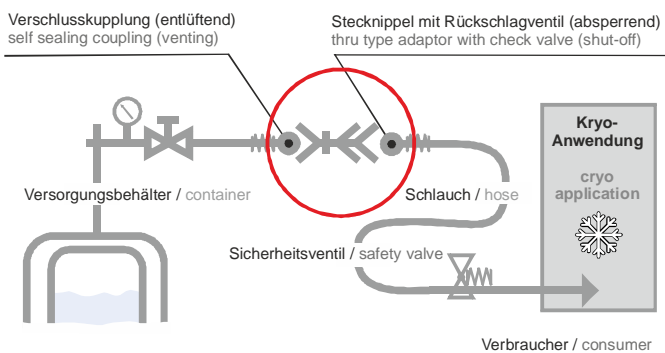 Verschlusskupplung (entlüftend)
self sealing coupling (venting)
Stecknippel mit Rückschlagventil (absperrend)
thru type adaptor with check valve (shut-off)
Kryo-
Anwendung
cryo
application
Versorgungsbehälter / container
Schlauch / hose
Sicherheitsventil / safety valve
Verbraucher / consumer